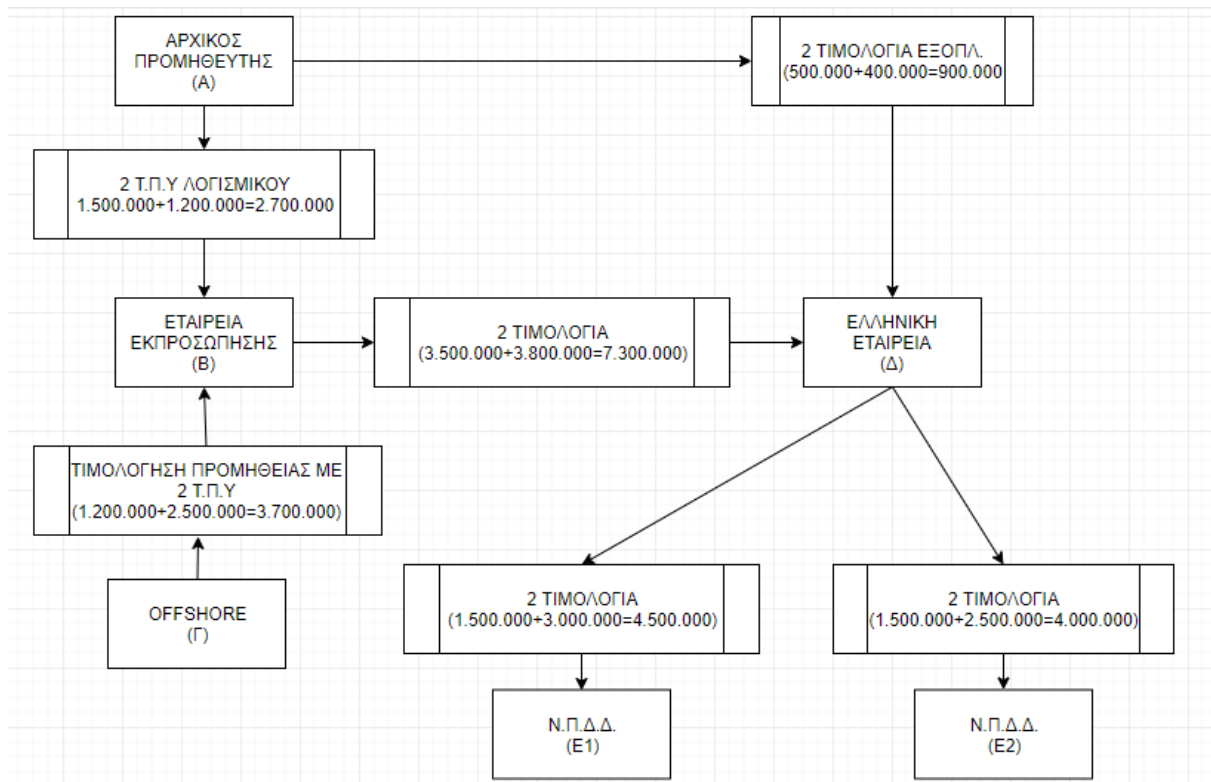 ΑΡΧΙΚΟΣ
ΠΡΟΜΗΘΕΥΤΗΣ
(Α)
2 ΤΙΜΟΛΟΓΙΑ ΕΞΟΠΛ.
(500.000+400.000=900.000
2 Τ.Π.Υ ΛΟΓΙΣΜΙΚΟΥ
1.500.000+1.200.000=2.700.000
ΕΤΑΙΡΕΙΑ
ΕΚΠΡΟΣΩΠΗΣΗΣ
(Β)
2 ΤΙΜΟΛΟΓΙΑ
(3.500.000+3.800.000=7.300.000)
ΕΛΛΗΝΙΚΗ
ΕΤΑΙΡΕΙΑ
(Δ)
ΤΙΜΟΛΟΓΗΣΗ ΠΡΟΜΗΘΕΙΑΣ ΜΕ
2 Τ.Π.Υ
(1.200.000+2.500.000=3.700.000)
OFFSHORE
(Γ)
2 ΤΙΜΟΛΟΓΙΑ
(1.500.000+3.000.000=4.500.000)
2 ΤΙΜΟΛΟΓΙΑ
(1.500.000+2.500.000=4.000.000)
Ν.Π.Δ.Δ.
(Ε1)
Ν.Π.Δ.Δ.
(Ε2)